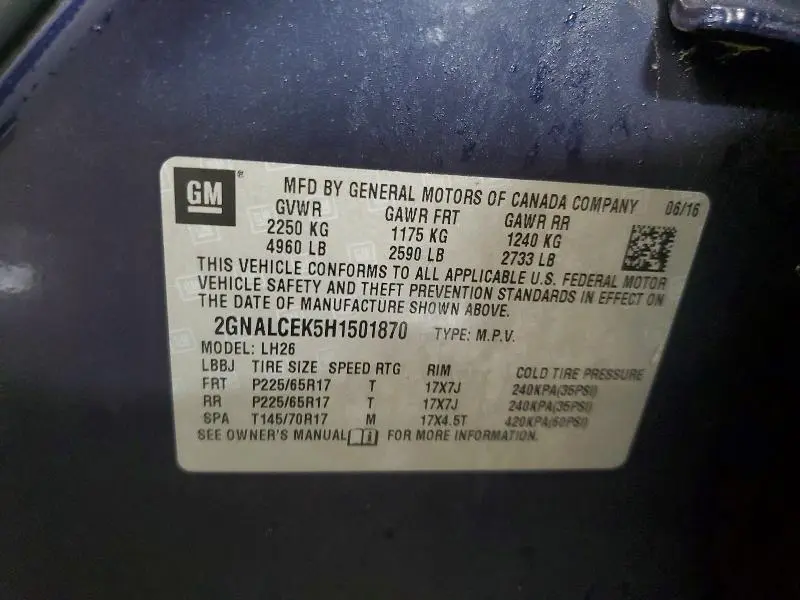 GM ® MFD BY GENERAL MOTORS OF CANADA COMPANY 06/16
GVWR GAWR FRT GAWR RR
2250 KG 1175 KG 1240 KG
4960 LB 2590 LB 2733 LB
THIS VEHICLE CONFORMS TO ALL APPLICABLE U.S. FEDERAL MOTOR
VEHICLE SAFETY AND THEFT PREVENTION STANDARDS IN EFFECT ON
THE DATE OF MANUFACTURE SHOWN ABOVE.
2GNALCEK5H1501870 TYPE: M.P.V.
MODEL: LH26
LBBJ TIRE SIZE SPEED RTG RIM COLD TIRE PRESSURE
FRT P225/65R17 T 17X7J 240KPA(35PSI)
RR P225/65R17 T 17X7J 240KPA(35PSI)
SPA T145/70R17 M 17X4.5T 420KPA(60PSI)
SEE OWNER'S MANUAL FOR MORE INFORMATION.